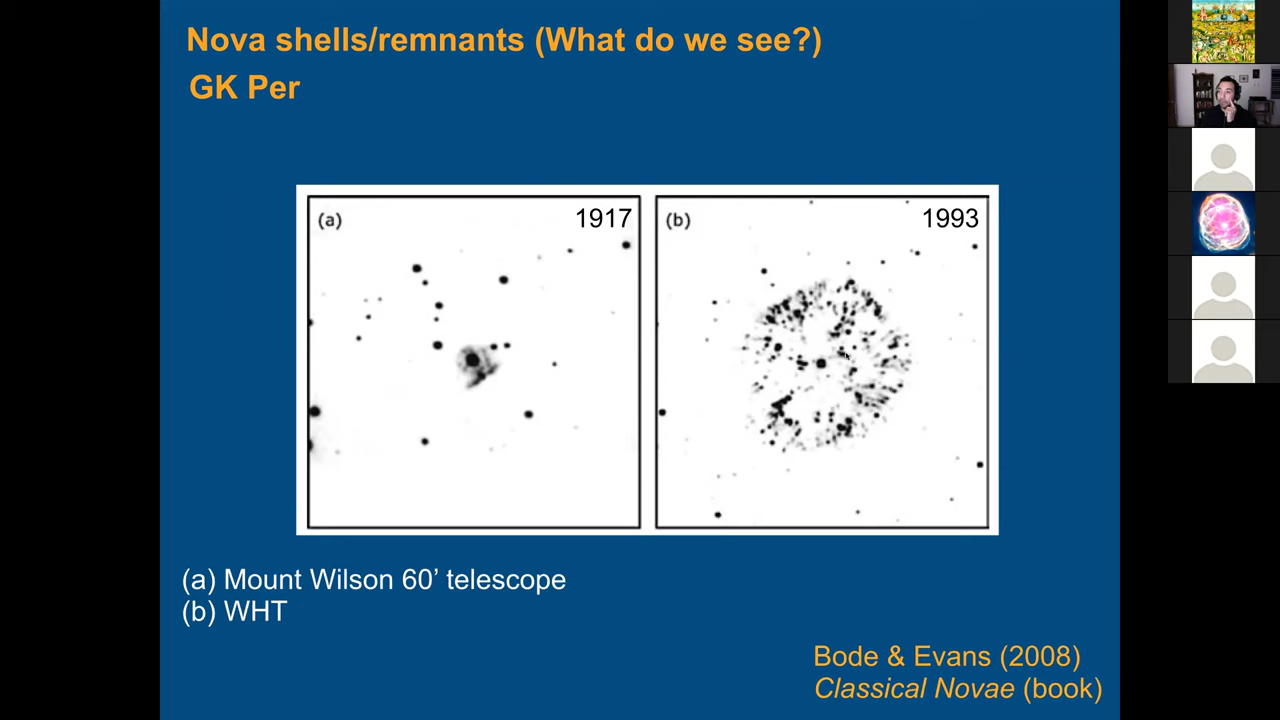 Nova shells/remnants (What do we see?)
GK Per
(a) 1917
(b) 1993
(a) Mount Wilson 60’ telescope
(b) WHT
Bode & Evans (2008)
Classical Novae (book)